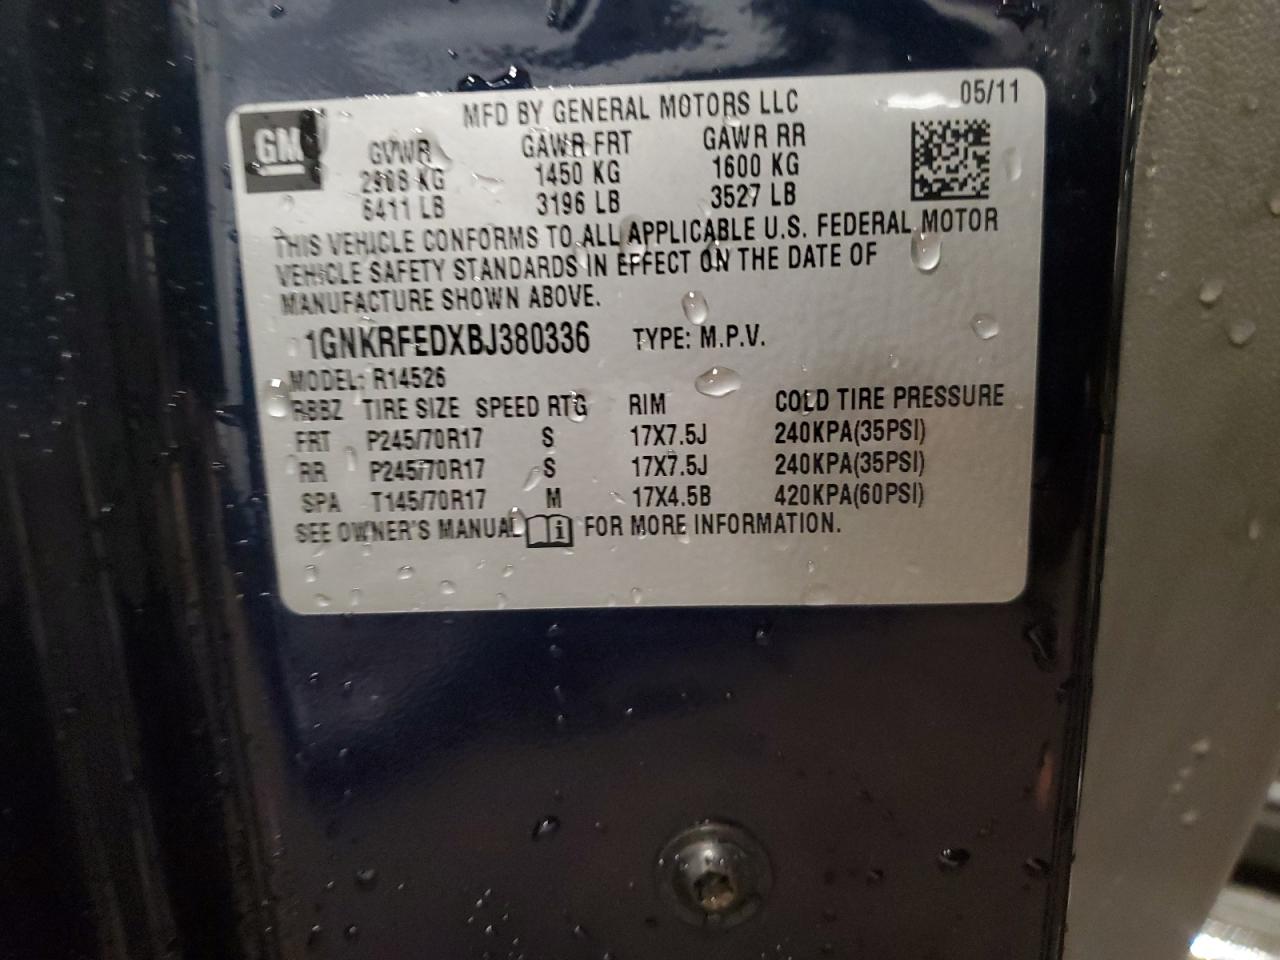 MFD BY GENERAL MOTORS LLC 05/11
GM
GVWR GAWR FRT GAWR RR
2908 KG 1450 KG 1600 KG
6411 LB 3196 LB 3527 LB
THIS VEHICLE CONFORMS TO ALL APPLICABLE U.S. FEDERAL MOTOR
VEHICLE SAFETY STANDARDS IN EFFECT ON THE DATE OF
MANUFACTURE SHOWN ABOVE.
1GNKRFEDXBJ380336 TYPE: M.P.V.
MODEL: R14526
RBBZ TIRE SIZE SPEED RTG RIM COLD TIRE PRESSURE
FRT P245/70R17 S 17X7.5J 240KPA(35PSI)
RR P245/70R17 S 17X7.5J 240KPA(35PSI)
SPA T145/70R17 M 17X4.5B 420KPA(60PSI)
SEE OWNER'S MANUAL i FOR MORE INFORMATION.